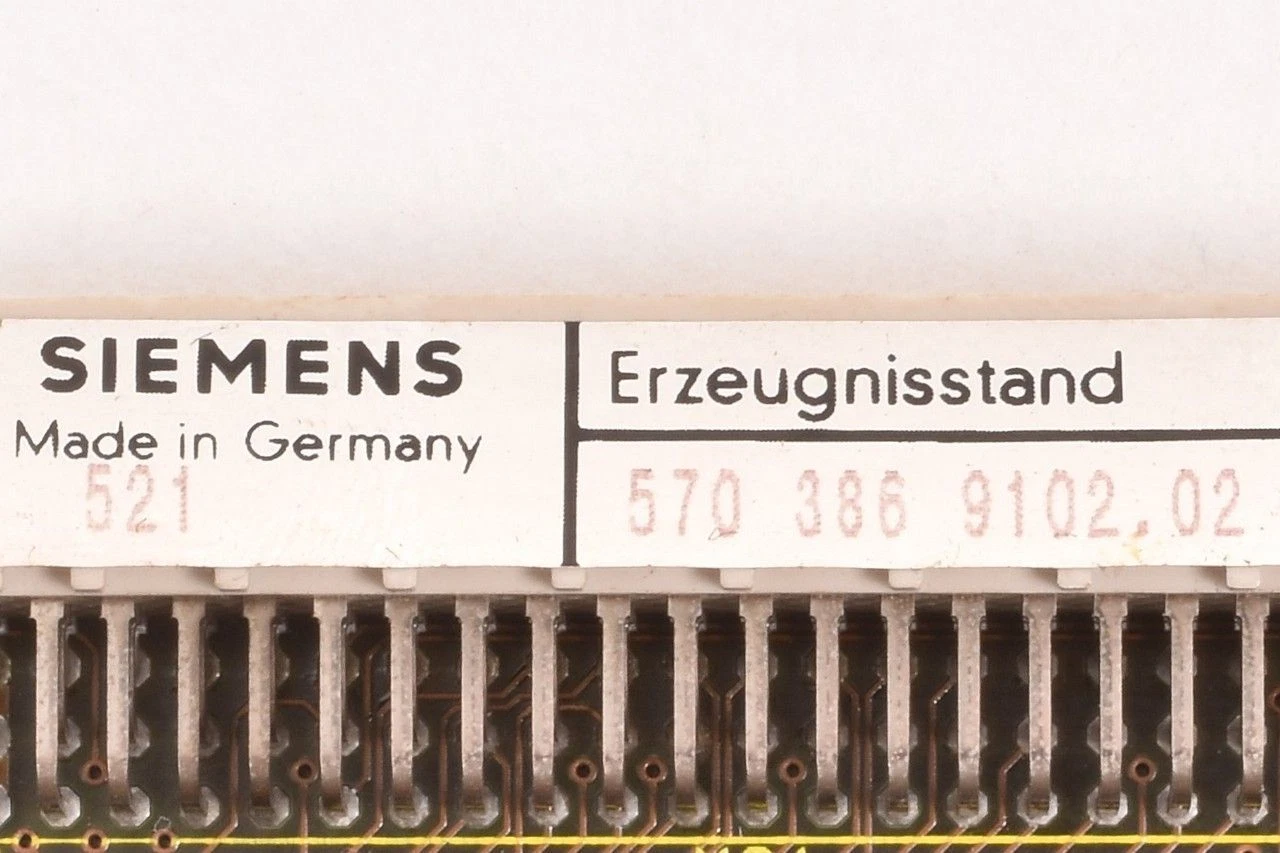 SIEMENS
Made in Germany
521
Erzeugnisstand
570 386 9102.02